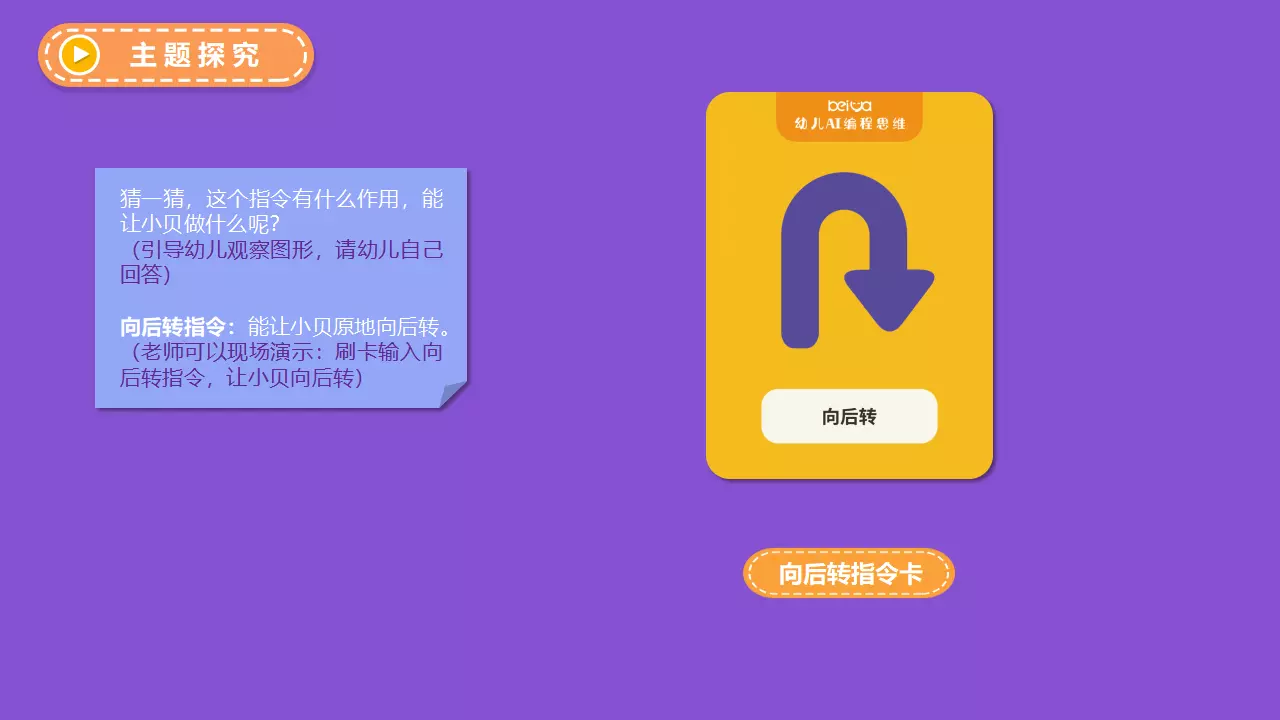 主题探究
猜一猜，这个指令有什么作用，能
让小贝做什么呢？
（引导幼儿观察图形，请幼儿自己
回答）
向后转指令：能让小贝原地向后转。
（老师可以现场演示：刷卡输入向
后转指令，让小贝向后转）
beiwa
幼儿AI编程思维
向后转
向后转指令卡